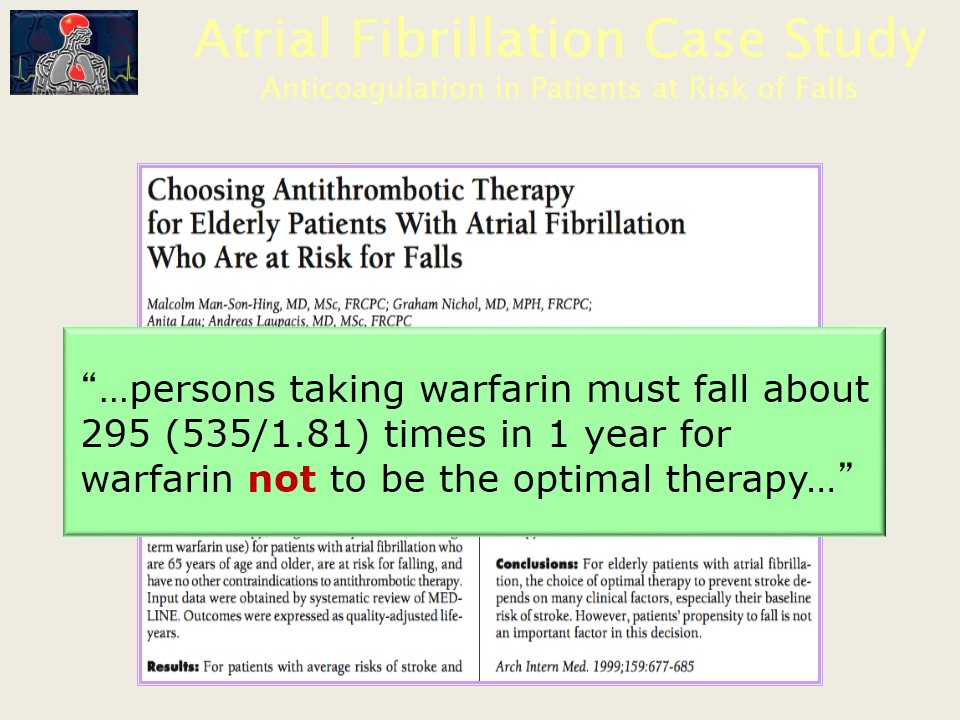 Atrial Fibrillation Case Study
Anticoagulation in Patients at Risk of Falls
Choosing Antithrombotic Therapy
for Elderly Patients With Atrial Fibrillation
Who Are at Risk for Falls
Malcolm Man-Son-Hing, MD, MSc, FRCPC; Graham Nichol, MD, MPH, FRCPC;
Anita Lau; Andreas Laupacis, MD, MSc, FRCPC
“…persons taking warfarin must fall about
295 (535/1.81) times in 1 year for
warfarin not to be the optimal therapy…”
term warfarin use) for patients with atrial fibrillation who
are 65 years of age and older, are at risk for falling, and
have no other contraindications to antithrombotic therapy.
Input data were obtained by systematic review of MED-
LINE. Outcomes were expressed as quality-adjusted life-
years.
Results: For patients with average risks of stroke and
Conclusions: For elderly patients with atrial fibrilla-
tion, the choice of optimal therapy to prevent stroke de-
pends on many clinical factors, especially their baseline
risk of stroke. However, patients’ propensity to fall is not
an important factor in this decision.
Arch Intern Med. 1999;159:677-685